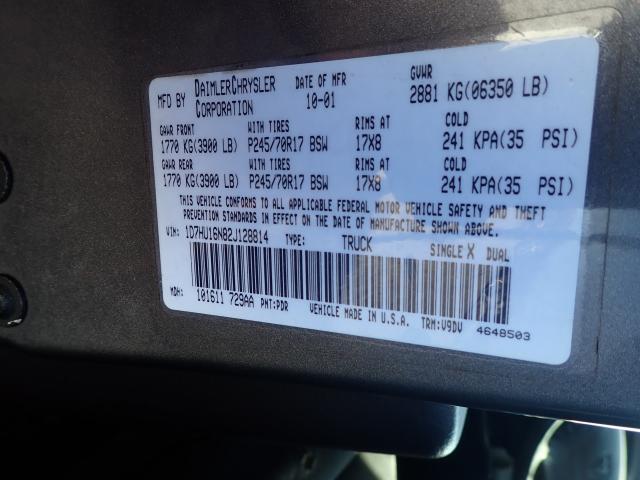 MFD BY DAIMLERCHRYSLER CORPORATION DATE OF MFR 10-01 GVWR 2881 KG(06350 LB)
GAWR FRONT WITH TIRES RIMS AT COLD
1770 KG(3900 LB) P245/70R17 BSW 17X8 241 KPA(35 PSI)
GAWR REAR WITH TIRES RIMS AT COLD
1770 KG(3900 LB) P245/70R17 BSW 17X8 241 KPA(35 PSI)
THIS VEHICLE CONFORMS TO ALL APPLICABLE FEDERAL MOTOR VEHICLE SAFETY AND THEFT
PREVENTION STANDARDS IN EFFECT ON THE DATE OF MANUFACTURE SHOWN ABOVE.
VIN: 1D7HU16N82J128814 TYPE: TRUCK SINGLE X DUAL
MDH: 101611 729AA PNT:PDR VEHICLE MADE IN U.S.A. TRM:V9DV 4648503